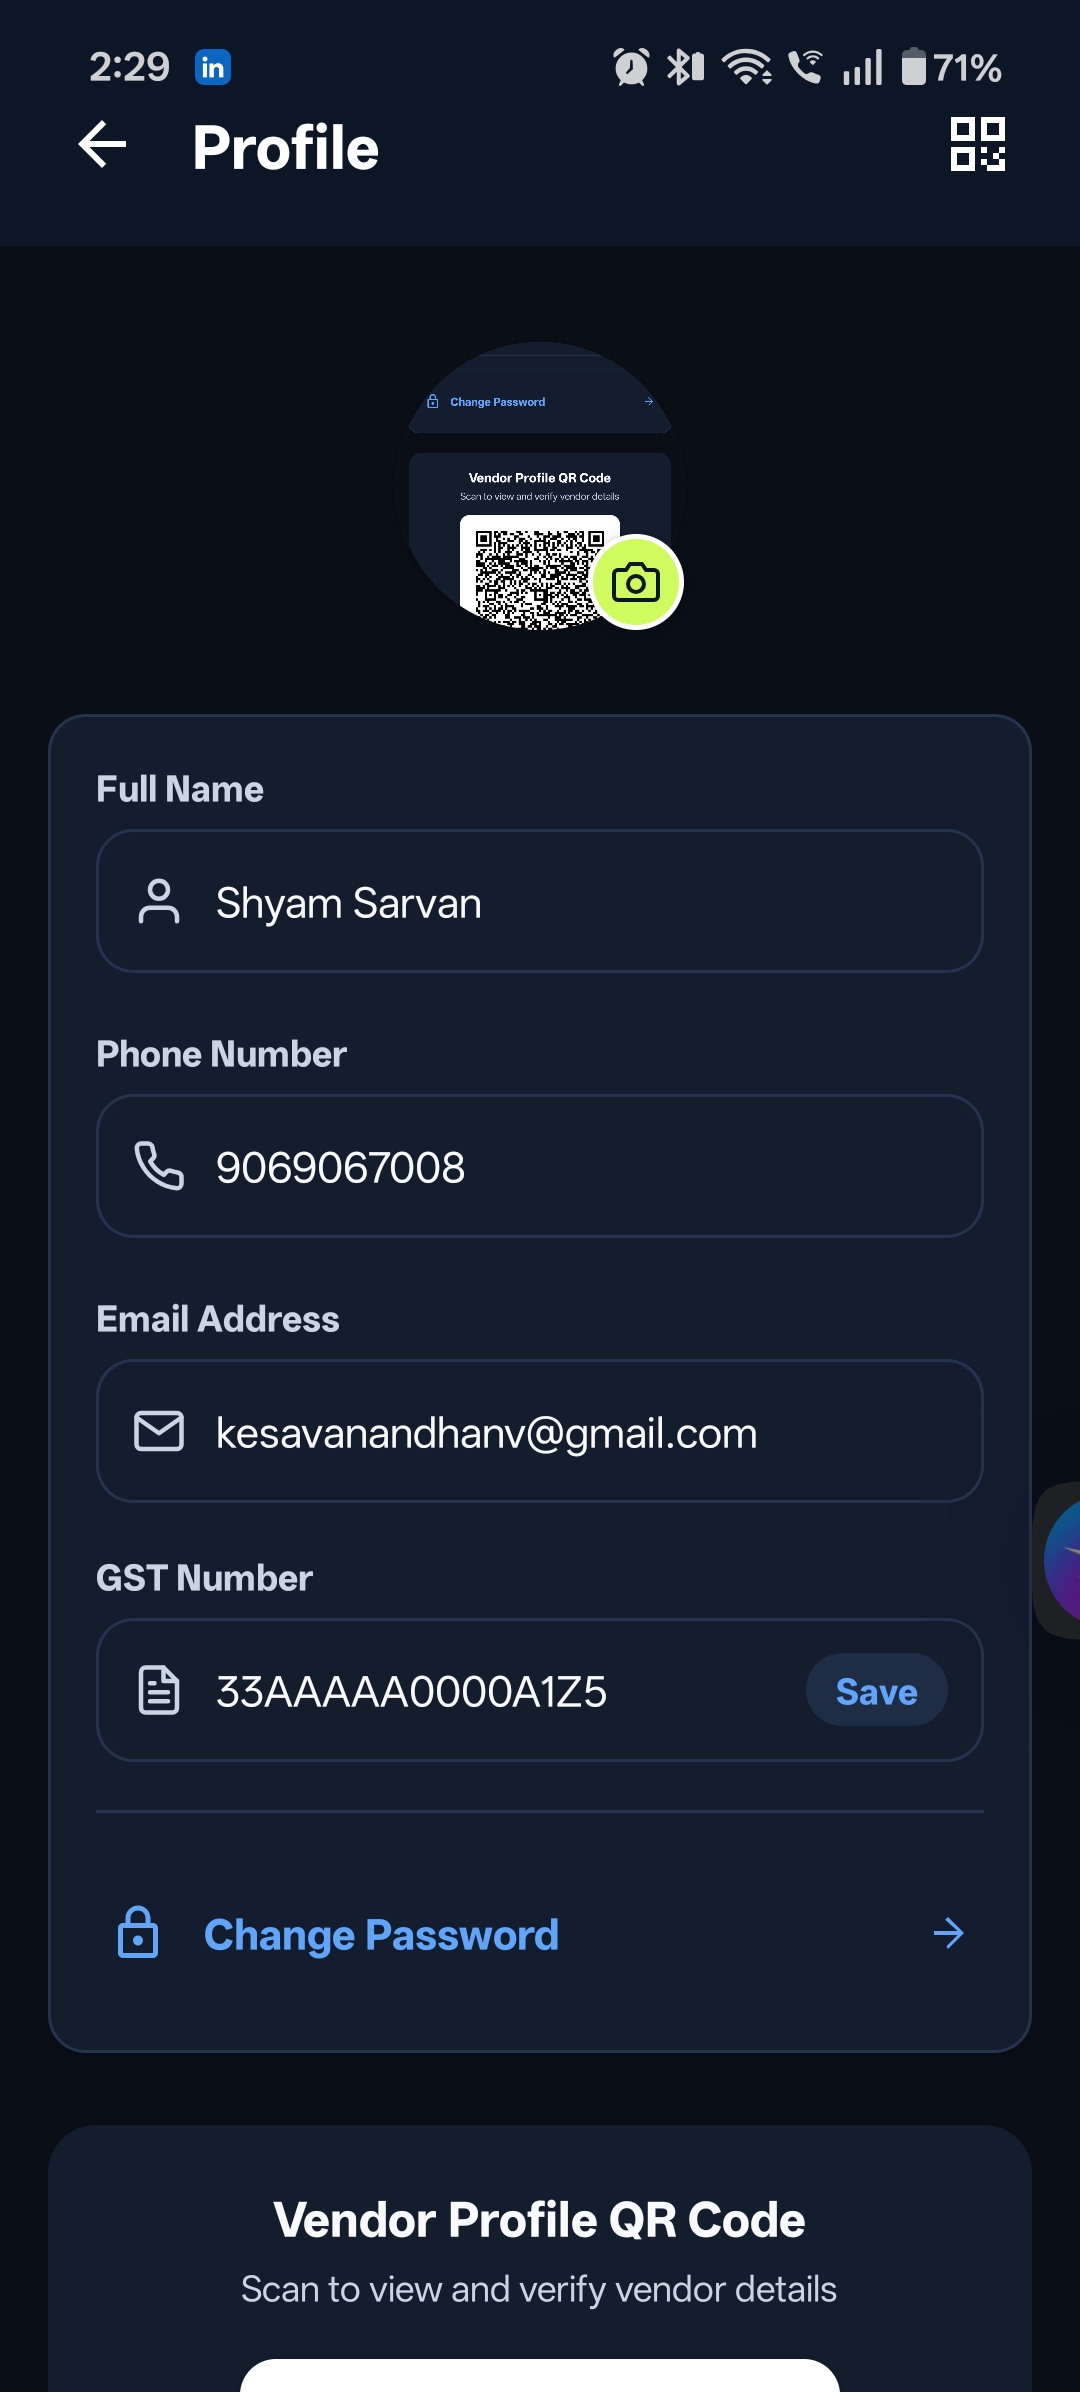 2:29
in
71%
Profile
Change Password
Vendor Profile QR Code
Scan to view and verify vendor details
Full Name
Shyam Sarvan
Phone Number
9069067008
Email Address
kesavanandhanv@gmail.com
GST Number
33AAAAA0000A1Z5
Save
Change Password
Vendor Profile QR Code
Scan to view and verify vendor details